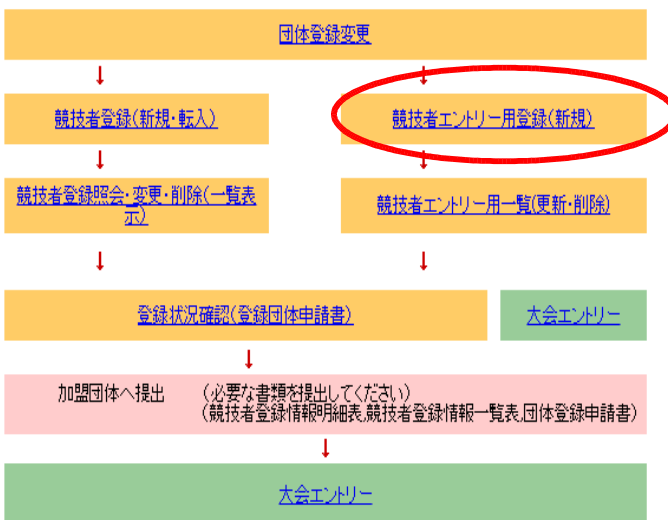 団体登録変更
競技者登録(新規・転入)
競技者エントリー用登録(新規)
競技者登録照会・変更・削除(一覧表
示)
競技者エントリー用一覧(更新・削除)
登録状況確認(登録団体申請書)
大会エントリー
加盟団体へ提出 (必要な書類を提出してください)
(競技者登録情報明細表,競技者登録情報一覧表,団体登録申請書)
大会エントリー